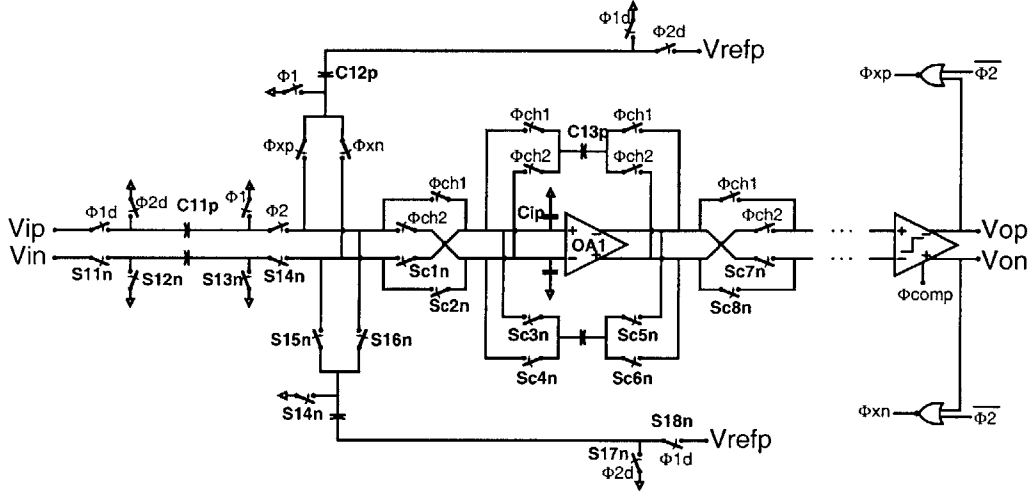 Φ1d
Φ2d
Vrefp
C12p
Φ1
Φxp
Φ2
Φch1
C13p
Φch1
Φxp
Φxn
Φch2
Φch2
Φch1
Φch1
Φ1d
Φ2d
C11p
Φ1
Φ2
Φch2
Cip
Φch2
Vip
OA1
Vop
Vin
Von
S11n
S12n
S13n
S14n
Sc1n
Sc7n
Sc2n
Sc8n
Φcomp
S15n
S16n
Sc3n
Sc5n
Sc4n
Sc6n
S14n
Φxn
Φ2
S18n
Vrefp
S17n
Φ1d
Φ2d